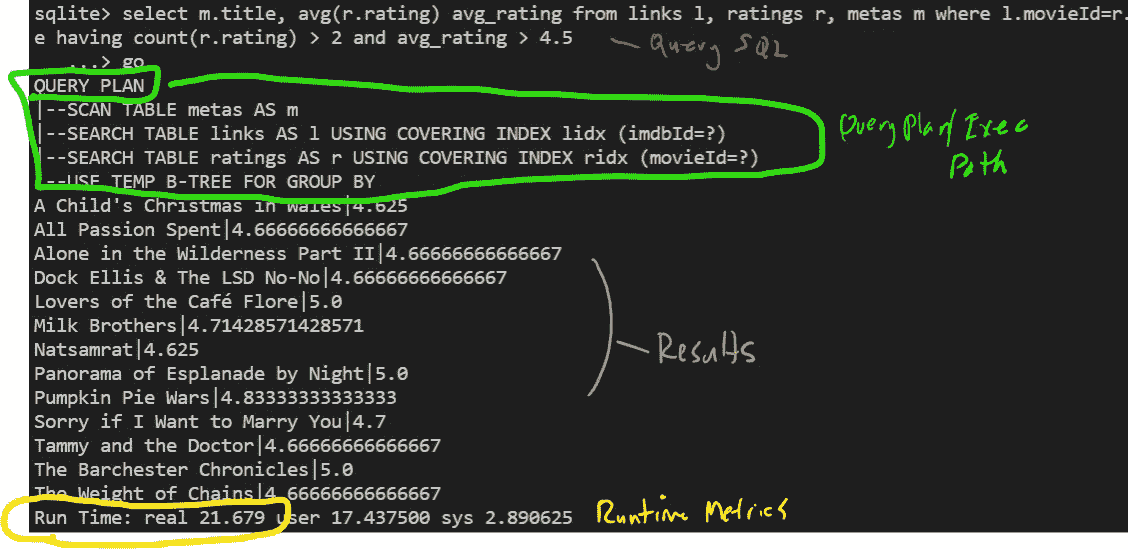 sqlite> select m.title, avg(r.rating) avg_rating from links l, ratings r, metas m where l.movieId=r.
e having count(r.rating) > 2 and avg_rating > 4.5
Query SQL
...> go
QUERY PLAN
|--SCAN TABLE metas AS m
|--SEARCH TABLE links AS l USING COVERING INDEX lidx (imdbId=?)
|--SEARCH TABLE ratings AS r USING COVERING INDEX ridx (movieId=?)
`--USE TEMP B-TREE FOR GROUP BY
Query Plan/Exec
Path
A Child's Christmas in Wales|4.625
All Passion Spent|4.66666666666667
Alone in the Wilderness Part II|4.66666666666667
Dock Ellis & The LSD No-No|4.66666666666667
Lovers of the Café Flore|5.0
Milk Brothers|4.71428571428571
Natsamrat|4.625
Panorama of Esplanade by Night|5.0
Pumpkin Pie Wars|4.83333333333333
Results
Sorry if I Want to Marry You|4.7
Tammy and the Doctor|4.66666666666667
The Barchester Chronicles|5.0
The Weight of Chains|4.66666666666667
Run Time: real 21.679 user 17.437500 sys 2.890625
Runtime Metrics